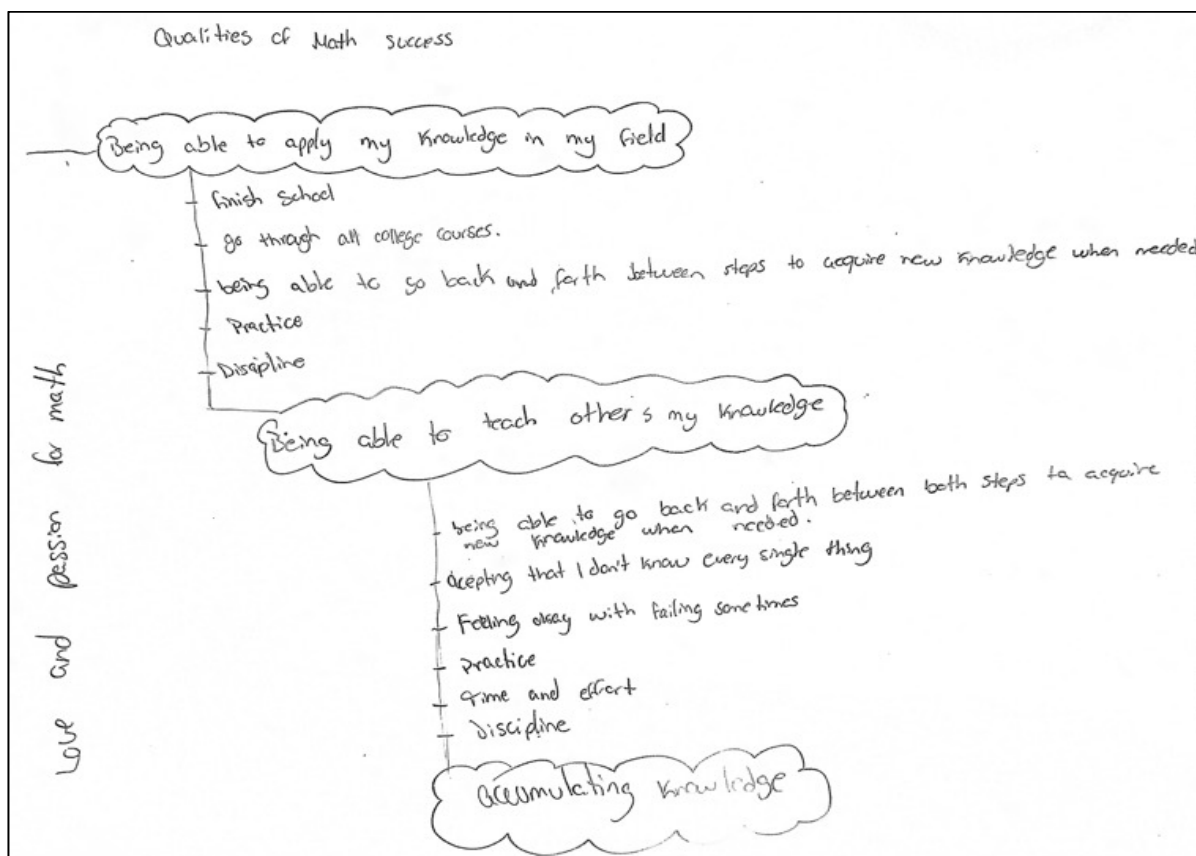 Qualities of Math success
Being able to apply my Knowledge in my field
finish school
go through all college courses.
being able to go back and forth between steps to acquire new knowledge when needed
Practice
Discipline
Being able to teach other s my Knowledge
being able to go back and forth between both steps to acquire
new knowledge when needed.
acepting that I don't know every single thing
Feeling okay with failing sometimes
practice
Time and effort
Discipline
accumulating knowledge
Love and passion for math